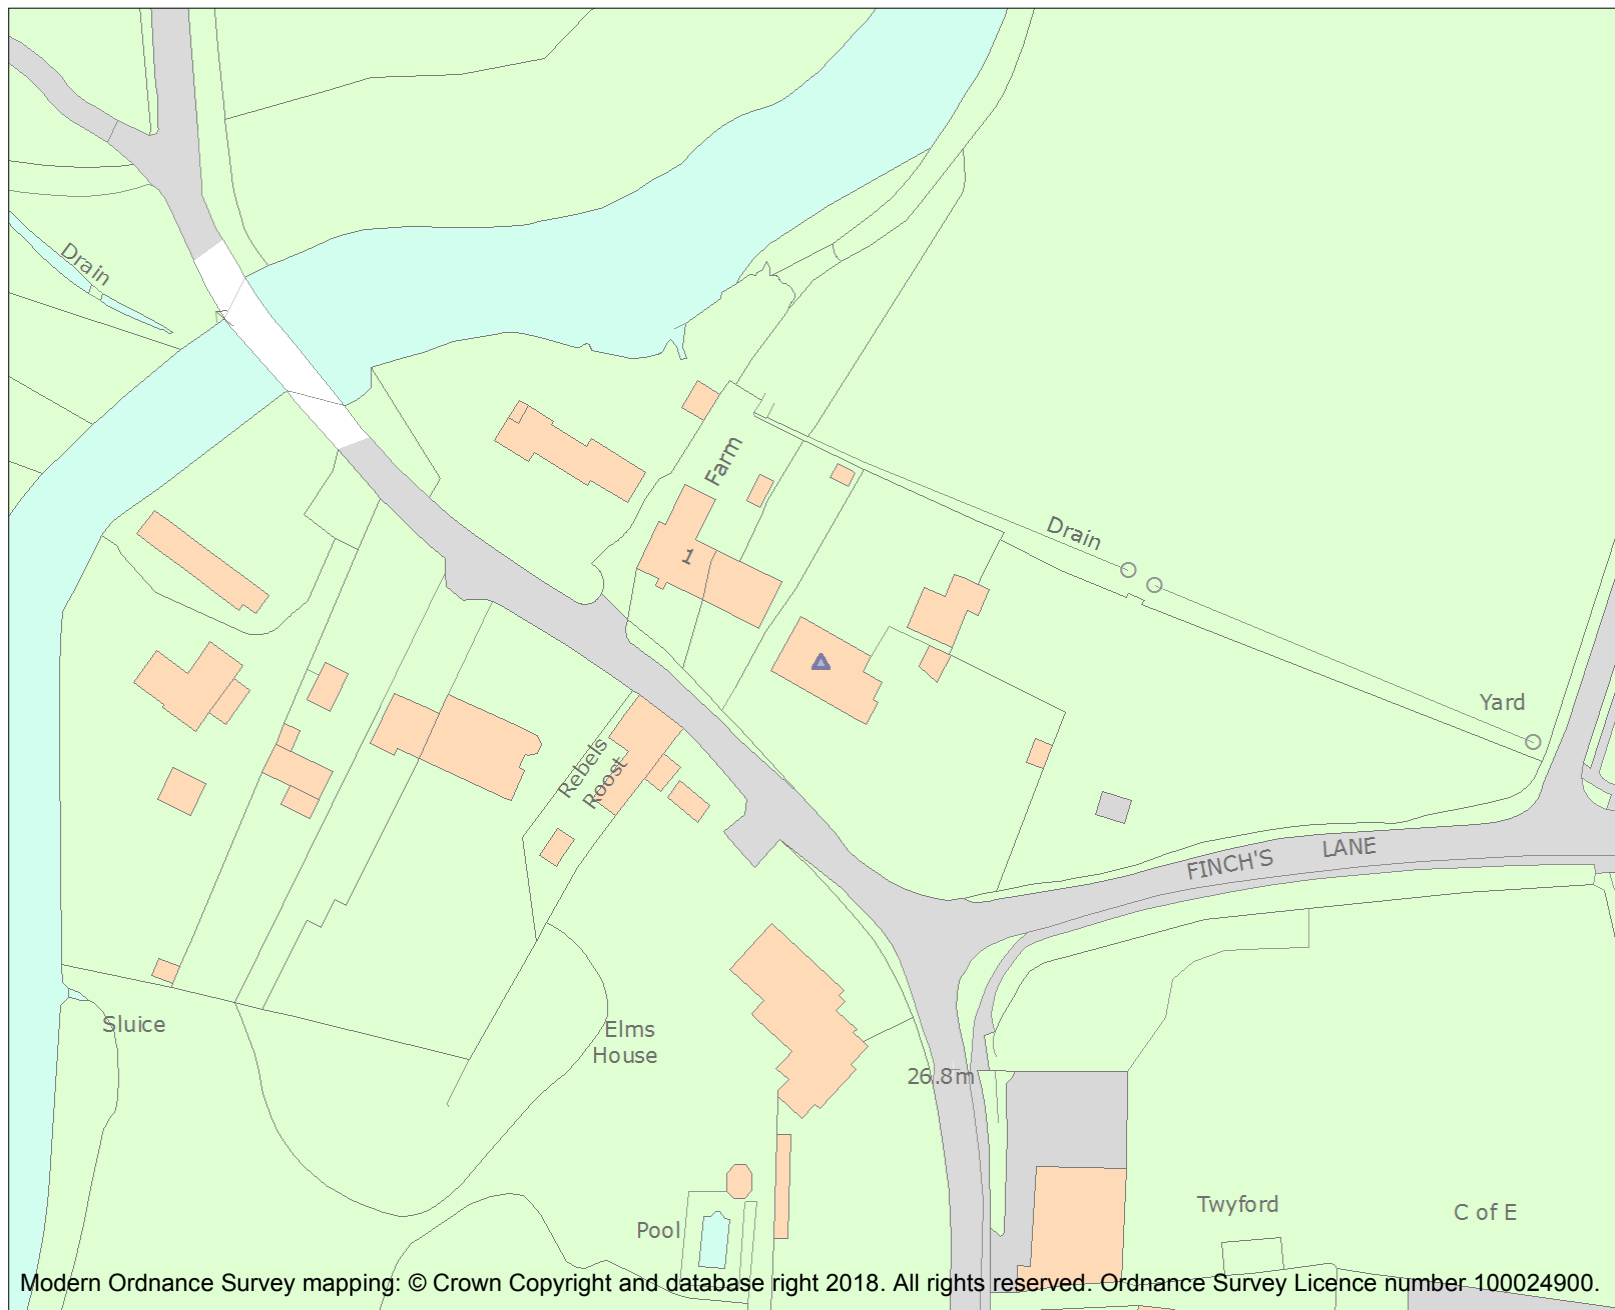 Drain
Farm
1
Drain
Yard
Rebels
Roost
FINCH'S LANE
Sluice
Elms
House
26.8m
Twyford
C of E
Pool
Modern Ordnance Survey mapping: © Crown Copyright and database right 2018. All rights reserved. Ordnance Survey Licence number 100024900.